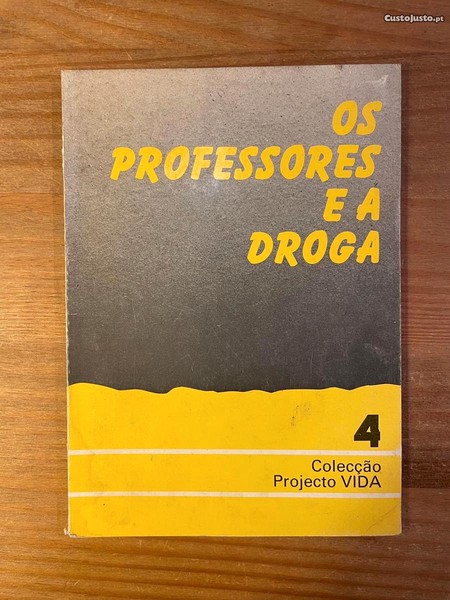 CustoJusto.pt
OS
PROFESSORES
E A
DROGA
4
Colecção
Projecto VIDA